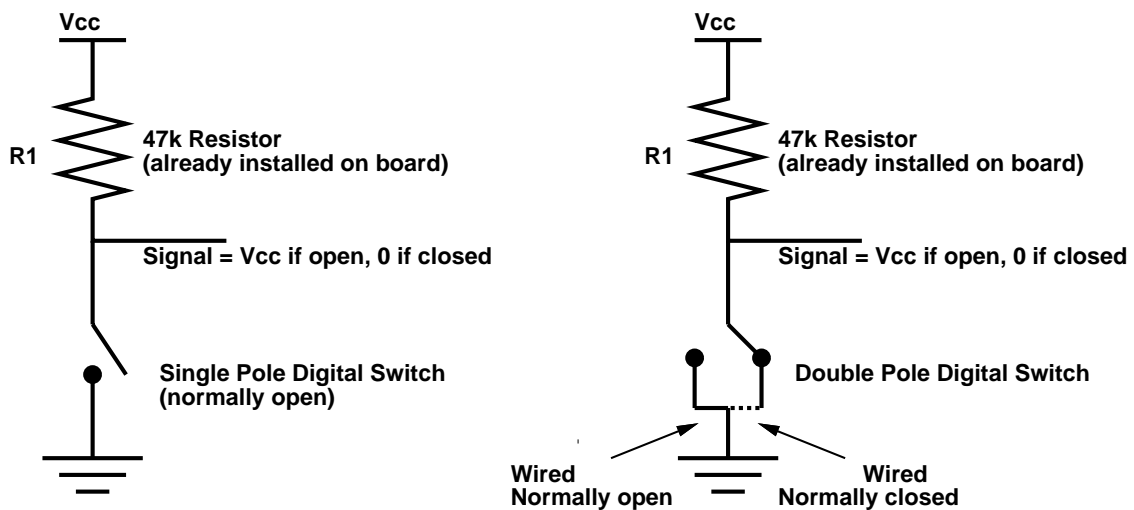 Vcc
R1
47k Resistor
(already installed on board)
Signal = Vcc if open, 0 if closed
Single Pole Digital Switch
(normally open)
Vcc
R1
47k Resistor
(already installed on board)
Signal = Vcc if open, 0 if closed
Double Pole Digital Switch
Wired
Normally open
Wired
Normally closed